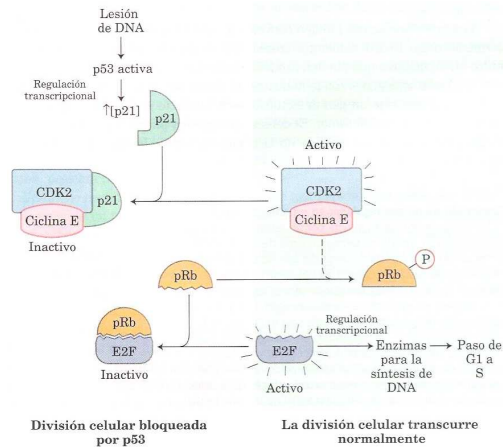 Lesión
de DNA
p53 activa
Regulación
transcripcional
↑[p21]
p21
Activo
CDK2
Ciclina E
p21
Inactivo
CDK2
Ciclina E
pRb
pRb
P
pRb
E2F
Inactivo
E2F
Activo
Regulación
transcripcional
Enzimas
para la
síntesis de
DNA
Paso de
G1 a
S
División celular bloqueada
por p53
La división celular transcurre
normalmente